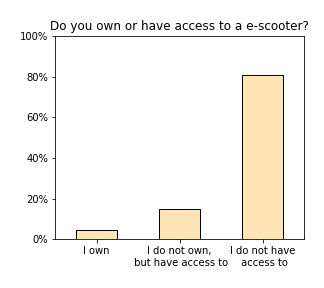 Do you own or have access to a e-scooter?
100%
80%
60%
40%
20%
0%
I own
I do not own,
but have access to
I do not have
access to